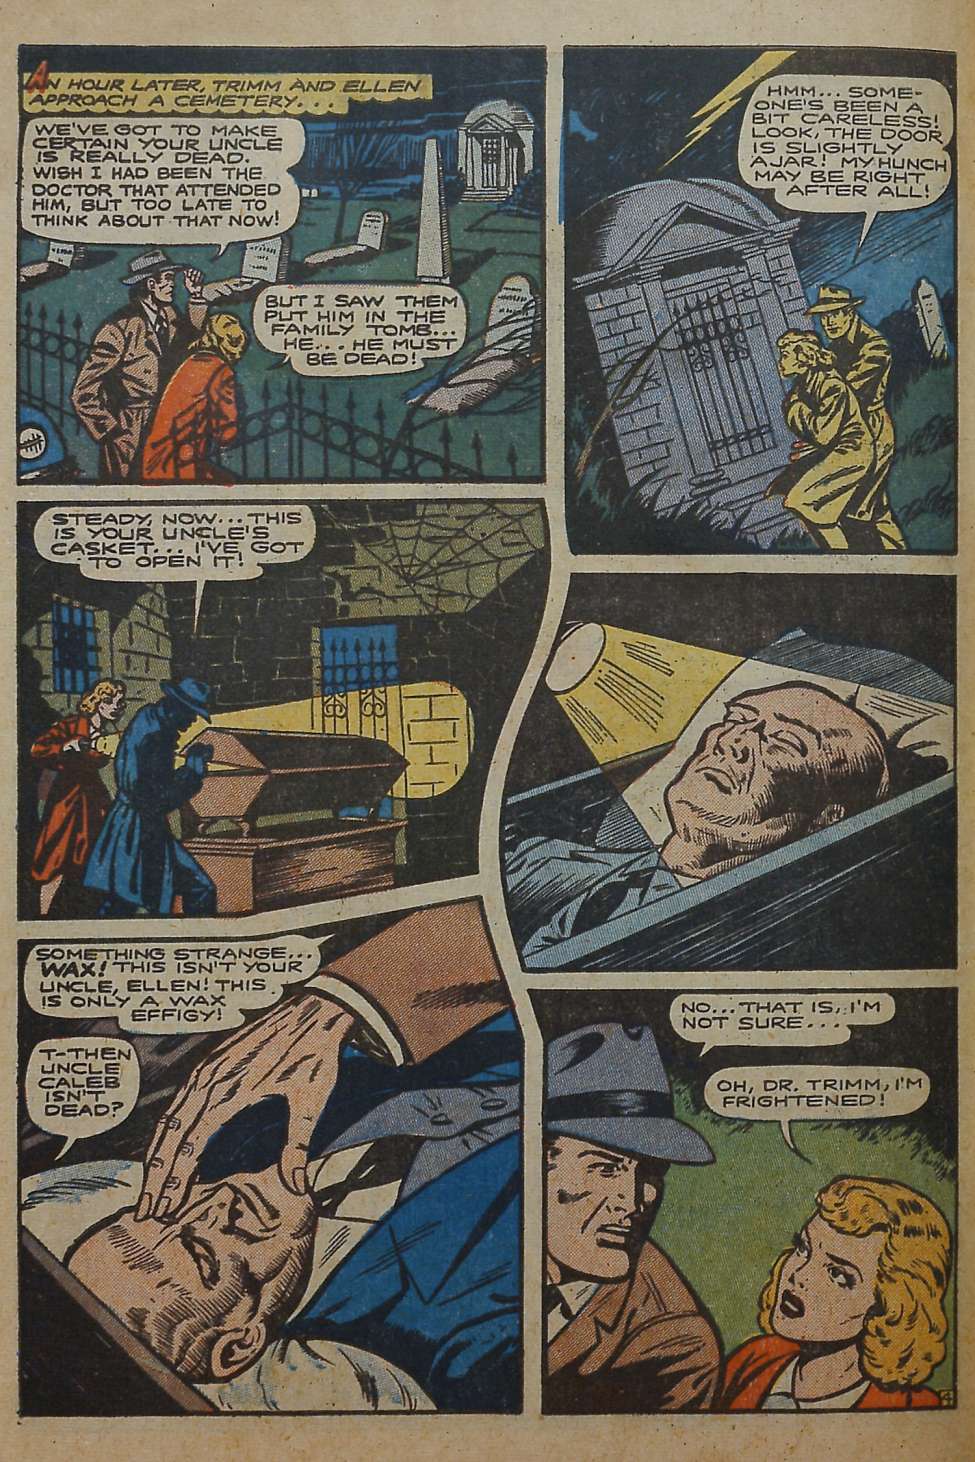 AN HOUR LATER, TRIMM AND ELLEN
APPROACH A CEMETERY...
WE'VE GOT TO MAKE
CERTAIN YOUR UNCLE
IS REALLY DEAD.
WISH I HAD BEEN THE
DOCTOR THAT ATTENDED
HIM, BUT TOO LATE TO
THINK ABOUT THAT NOW!
BUT I SAW THEM
PUT HIM IN THE
FAMILY TOMB...
HE... HE MUST
BE DEAD!
HMM... SOME-
ONE'S BEEN A
BIT CARELESS!
LOOK, THE DOOR
IS SLIGHTLY
AJAR! MY HUNCH
MAY BE RIGHT
AFTER ALL!
STEADY, NOW... THIS
IS YOUR UNCLE'S
CASKET... I'VE GOT
TO OPEN IT!
SOMETHING STRANGE...
WAX! THIS ISN'T YOUR
UNCLE, ELLEN! THIS
IS ONLY A WAX
EFFIGY!
T-THEN
UNCLE
CALEB
ISN'T
DEAD?
NO... THAT IS, I'M
NOT SURE...
OH, DR. TRIMM, I'M
FRIGHTENED!
4